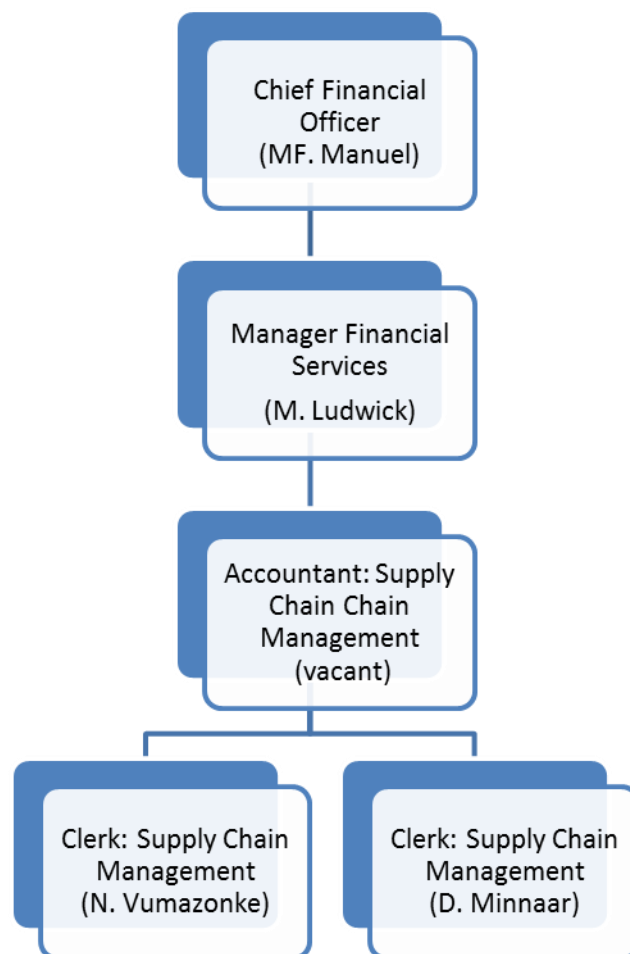 Chief Financial
Officer
(MF. Manuel)
Manager Financial
Services
(M. Ludwick)
Accountant: Supply
Chain Chain
Management
(vacant)
Clerk: Supply Chain
Management
(N. Vumazonke)
Clerk: Supply Chain
Management
(D. Minnaar)